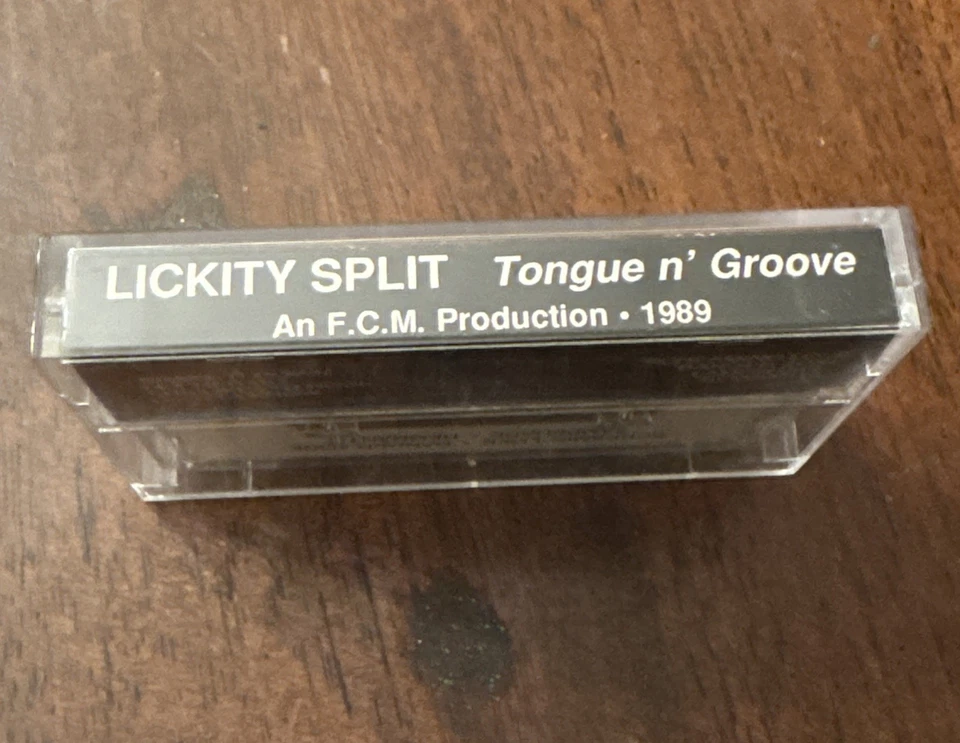 LICKITY SPLIT Tongue n' Groove
An F.C.M. Production • 1989